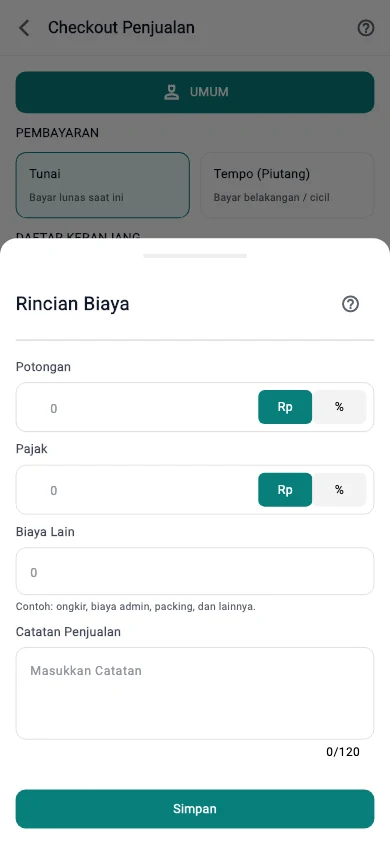 Checkout Penjualan
UMUM
PEMBAYARAN
Tunai
Bayar lunas saat ini
Tempo (Piutang)
Bayar belakangan / cicil
DAFTAR KERANJANG
Rincian Biaya
Potongan
0
Rp
%
Pajak
0
Rp
%
Biaya Lain
0
Contoh: ongkir, biaya admin, packing, dan lainnya.
Catatan Penjualan
Masukkan Catatan
0/120
Simpan